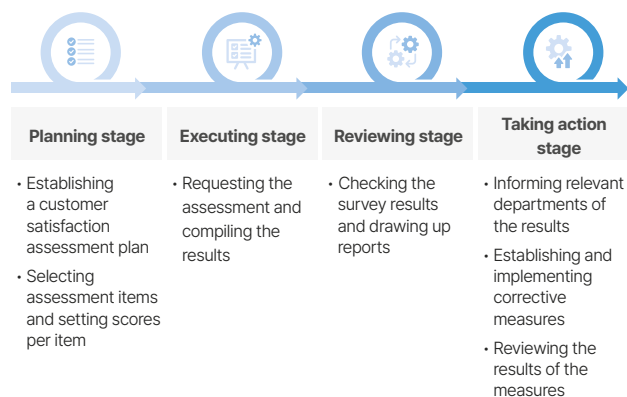 Planning stage
• Establishing
a customer
satisfaction
assessment plan
• Selecting
assessment items
and setting scores
per item
Executing stage
• Requesting the
assessment and
compiling the
results
Reviewing stage
• Checking the
survey results
and drawing up
reports
Taking action
stage
• Informing relevant
departments of
the results
• Establishing and
implementing
corrective
measures
• Reviewing the
results of the
measures